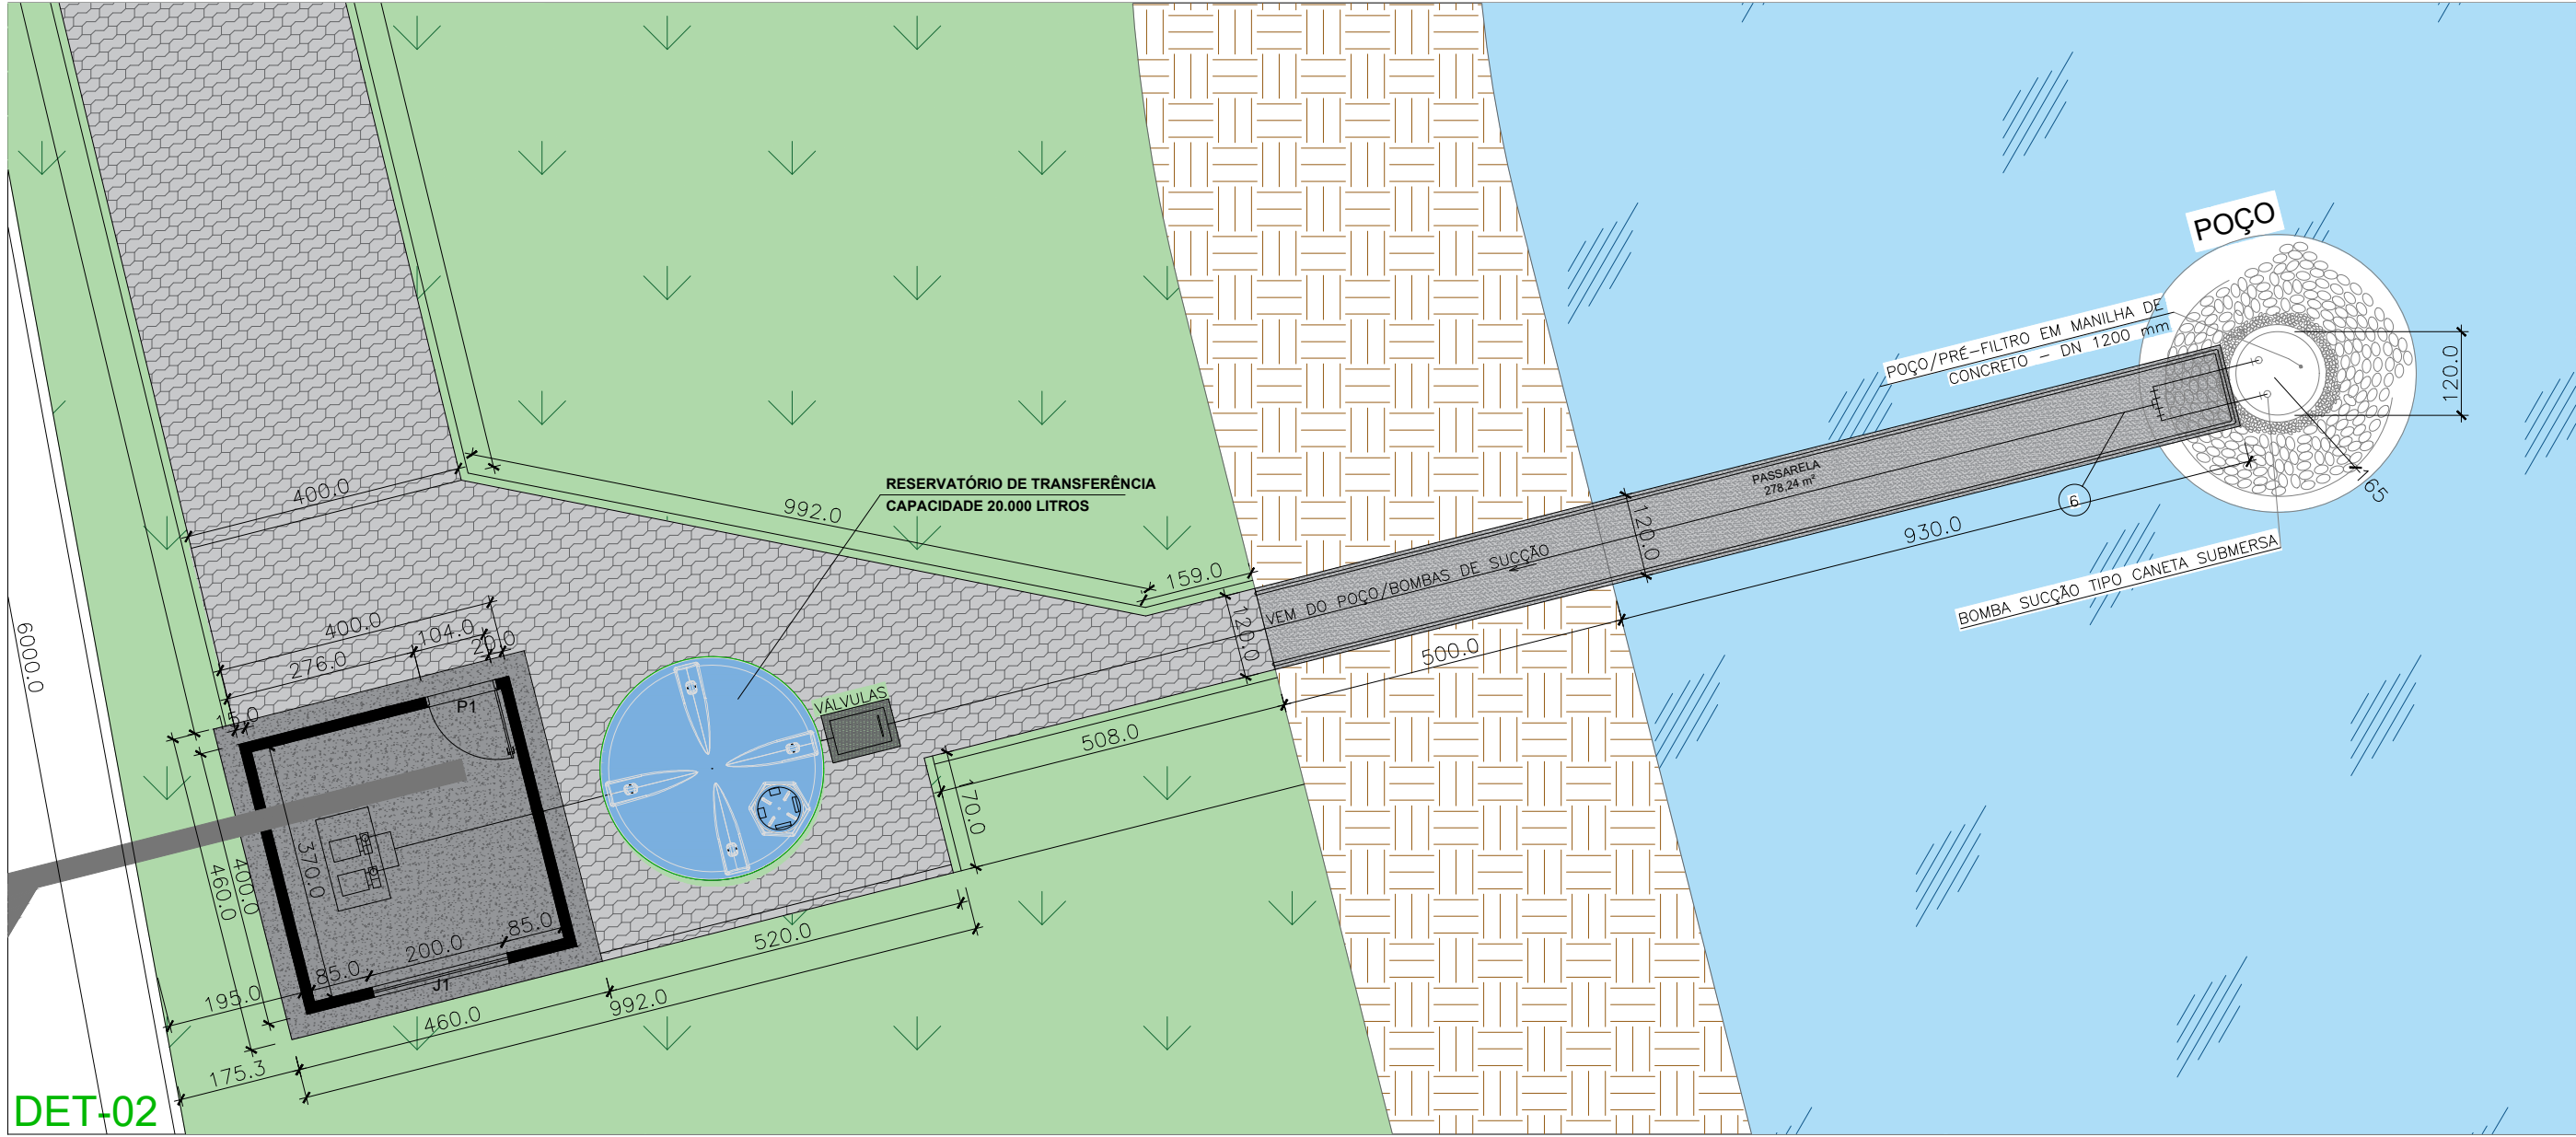 POÇO
POÇO/PRÉ-FILTRO EM MANILHA DE
CONCRETO - DN 1200 mm
120.0
165
PASSARELA
278,24 m²
6
930.0
BOMBA SUCÇÃO TIPO CANETA SUBMERSA
RESERVATÓRIO DE TRANSFERÊNCIA
CAPACIDADE 20.000 LITROS
400.0
992.0
159.0
120.0
120.0
VEM DO POÇO/BOMBAS DE SUCÇÃO
500.0
508.0
170.0
VÁLVULAS
6000.0
400.0
104.0
20.0
276.0
15.0
P1
370.0
400.0
460.0
85.0
200.0
85.0
J1
195.0
460.0
520.0
992.0
175.3
DET-02